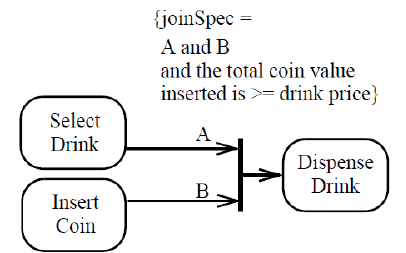 {joinSpec =
A and B
and the total coin value
inserted is >= drink price}
Select
Drink
A
Dispense
Drink
B
Insert
Coin